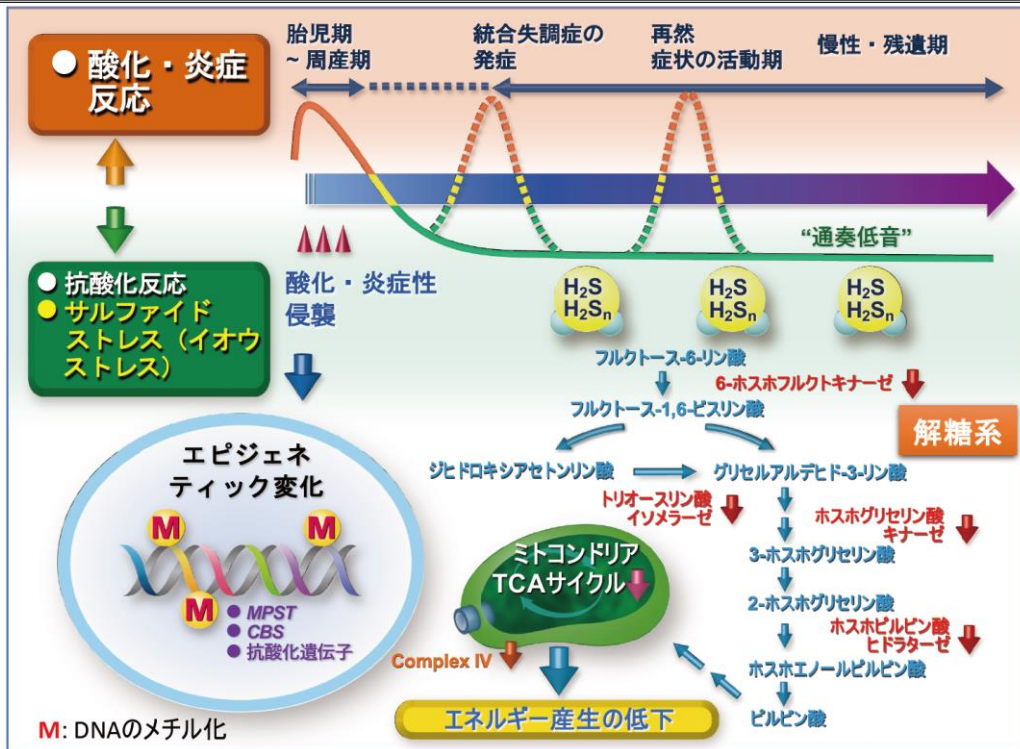 ● 酸化・炎症
反応
胎児期
~ 周産期
統合失調症の
発症
再然
症状の活動期
慢性・残遺期
“通奏低音”
● 抗酸化反応
● サルファイド
ストレス（イオウ
ストレス）
酸化・炎症性
侵襲
H₂S
H₂Sₙ
H₂S
H₂Sₙ
H₂S
H₂Sₙ
フルクトース-6-リン酸
6-ホスホフルクトキナーゼ
フルクトース-1,6-ビスリン酸
解糖系
ジヒドロキシアセトンリン酸
グリセルアルデヒド-3-リン酸
トリオースリン酸
イソメラーゼ
ホスホグリセリン酸
キナーゼ
3-ホスホグリセリン酸
2-ホスホグリセリン酸
ホスホピルビン酸
ヒドラターゼ
ホスホエノールピルビン酸
ピルビン酸
ミトコンドリア
TCAサイクル
Complex IV
エネルギー産生の低下
エピジェネ
ティック変化
M
M
M
● MPST
● CBS
● 抗酸化遺伝子
M: DNAのメチル化